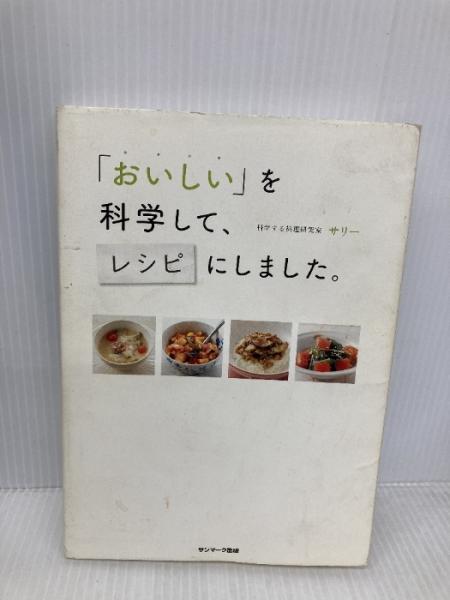 「おいしい」を
科学して、
科学する料理研究家 サリー
レシピにしました。
サンマーク出版